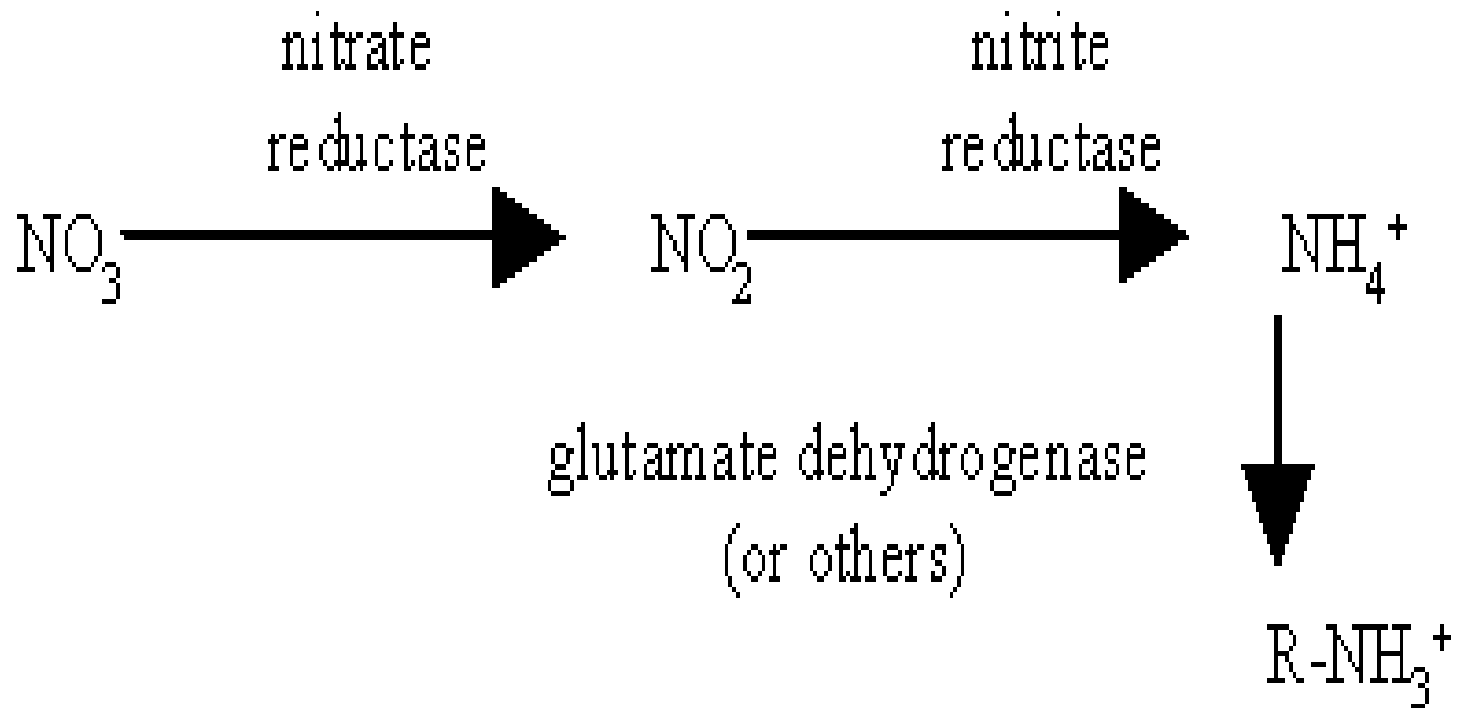 nitrate
reductase
nitrite
reductase
NO₃
NO₂
NH₄⁺
glutamate dehydrogenase
(or others)
R-NH₃⁺